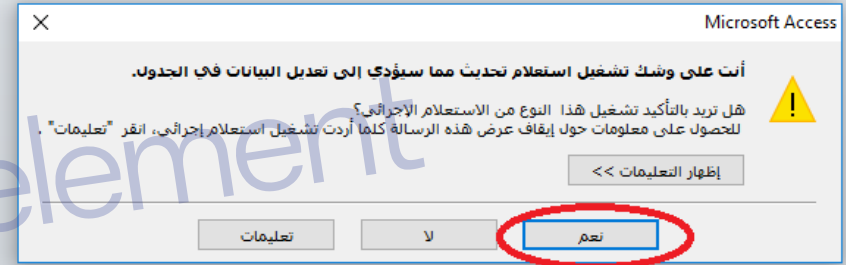 Microsoft Access
أنت على وشك تشغيل استعلام تحديث مما سيؤدي إلى تعديل البيانات في الجدول.
هل تريد بالتأكيد تشغيل هذا النوع من الاستعلام الإجرائي؟
للحصول على معلومات حول إيقاف عرض هذه الرسالة كلما أردت تشغيل استعلام إجرائي، انقر "تعليمات" .
إظهار التعليمات >>
نعم
لا
تعليمات
element